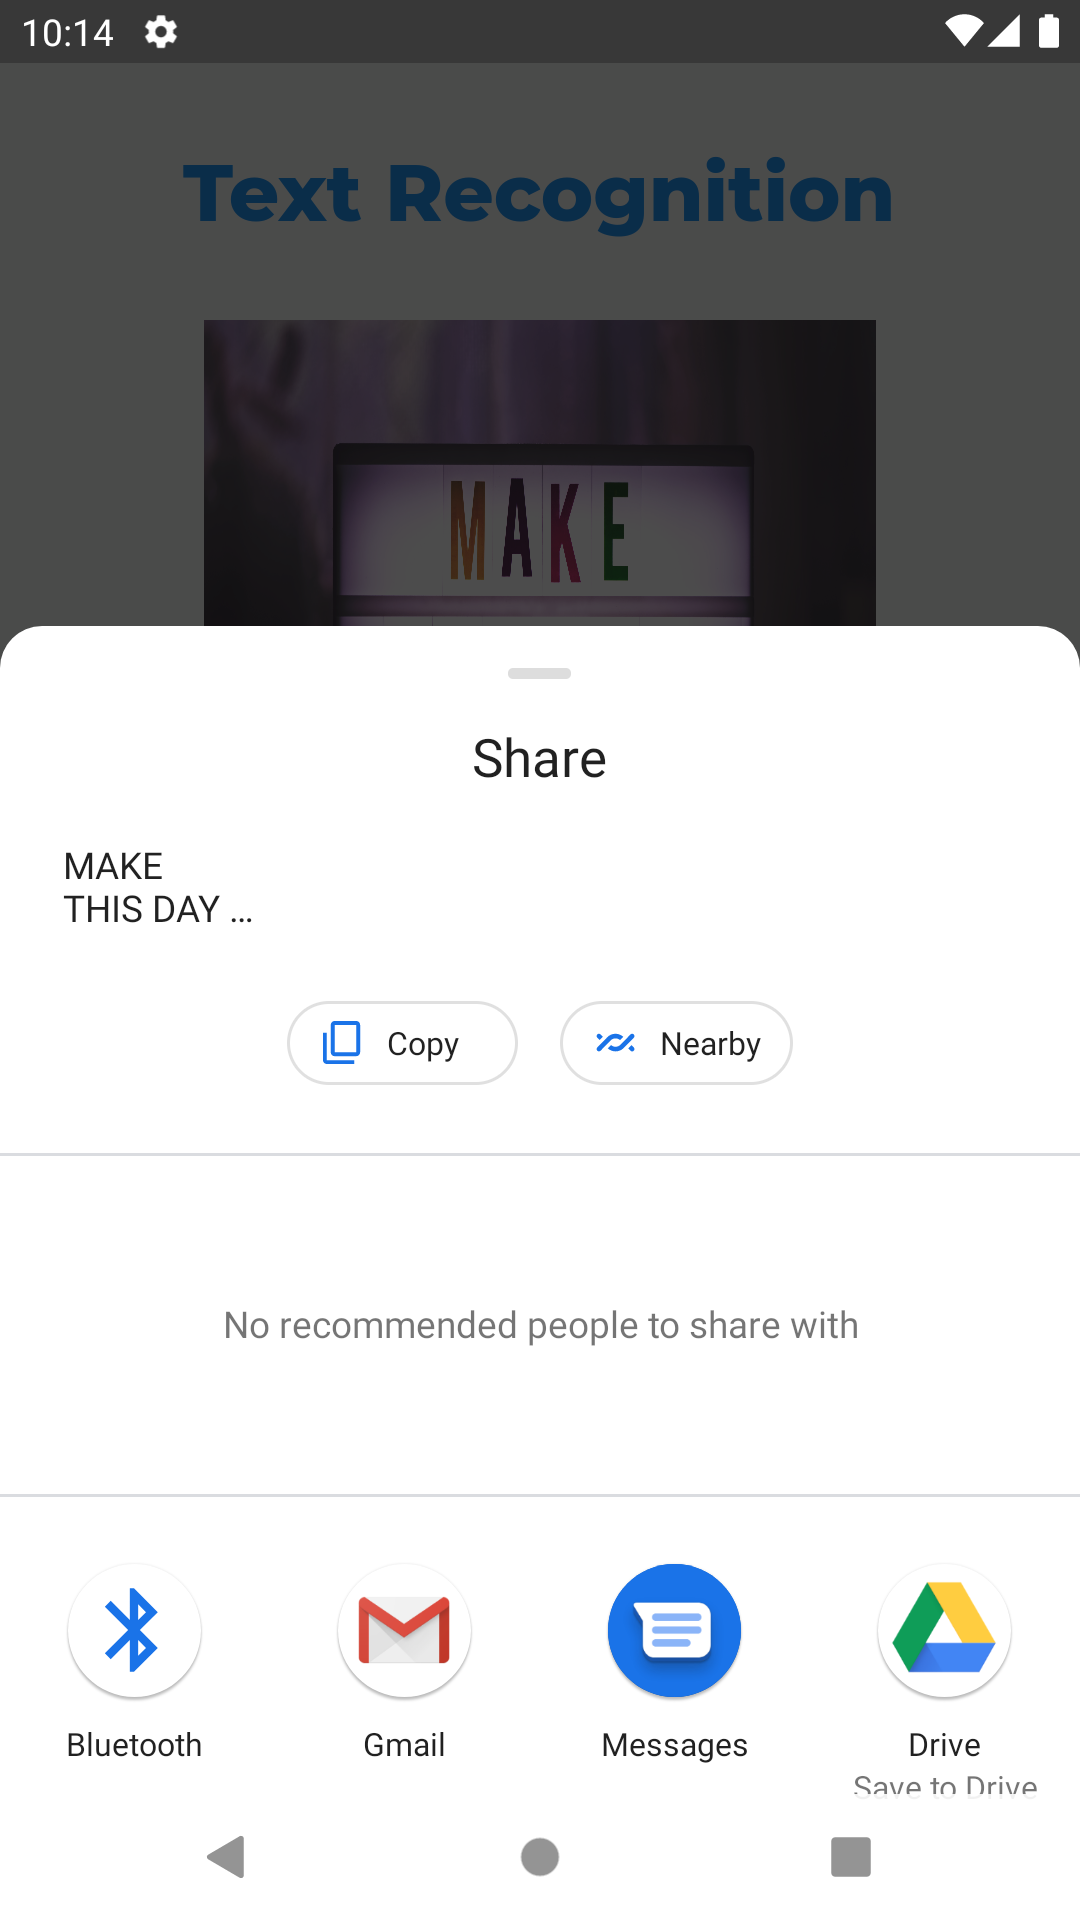 10:14
Text Recognition
MAKE
Share
MAKE
THIS DAY ...
Copy
Nearby
No recommended people to share with
Bluetooth
Gmail
Messages
Drive
Save to Drive